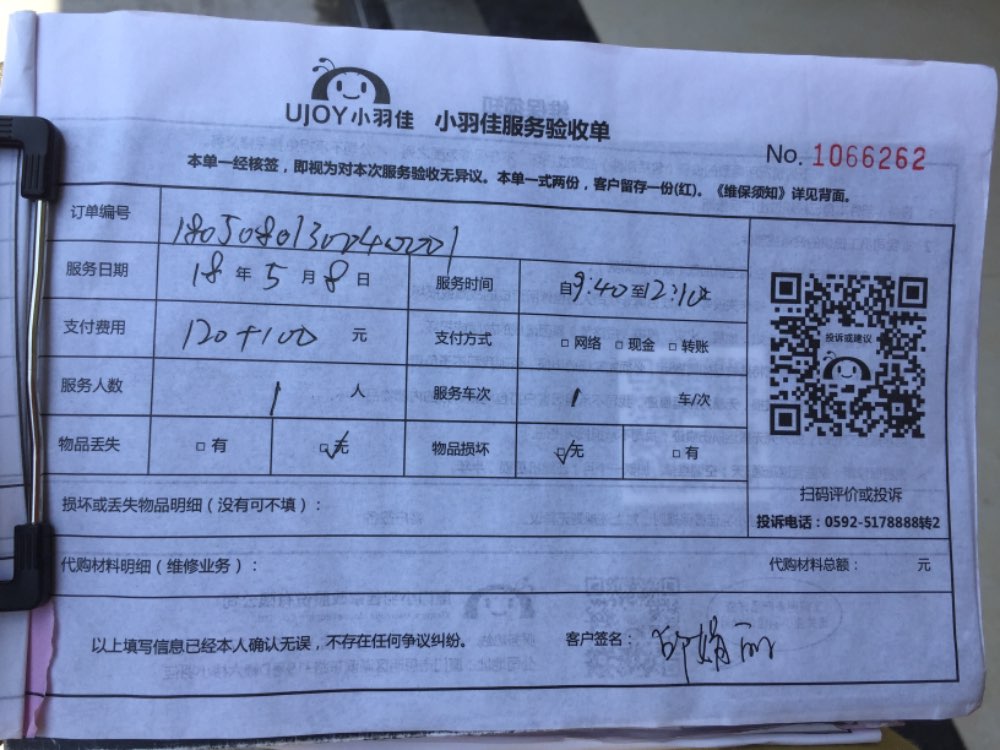 UJOY小羽佳 小羽佳服务验收单
No. 1066262
本单一经核签，即视为对本次服务验收无异议。本单一式两份，客户留存一份(红)。《维保须知》详见背面。
订单编号 1805080130040001
服务日期 18 年 5 月 8 日 服务时间 自9:40至12:10止
支付费用 120+100 元 支付方式 □网络 □现金 □转账
服务人数 1 人 服务车次 1 车/次
物品丢失 □有 ☑无 物品损坏 ☑无 □有
投诉或建议
扫码评价或投诉
投诉电话：0592-5178888转2
损坏或丢失物品明细（没有可不填）：
代购材料明细（维修业务）： 代购材料总额： 元
以上填写信息已经本人确认无误，不存在任何争议纠纷。 客户签名：邱娟丽